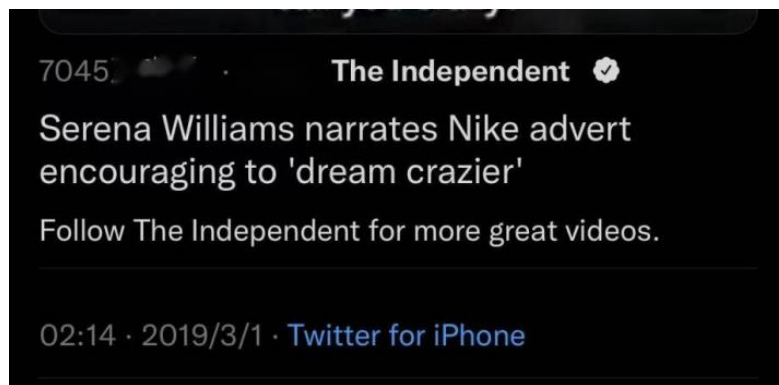 7045 · The Independent
Serena Williams narrates Nike advert
encouraging to 'dream crazier'
Follow The Independent for more great videos.
02:14 · 2019/3/1 · Twitter for iPhone